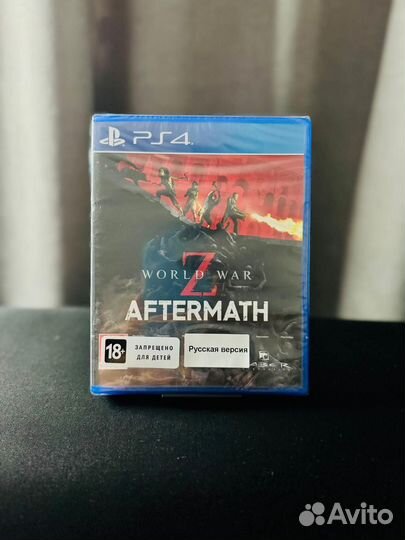 PS4
WORLD WAR
Z
AFTERMATH
18+
ЗАПРЕЩЕНО
ДЛЯ ДЕТЕЙ
Русская версия
Avito